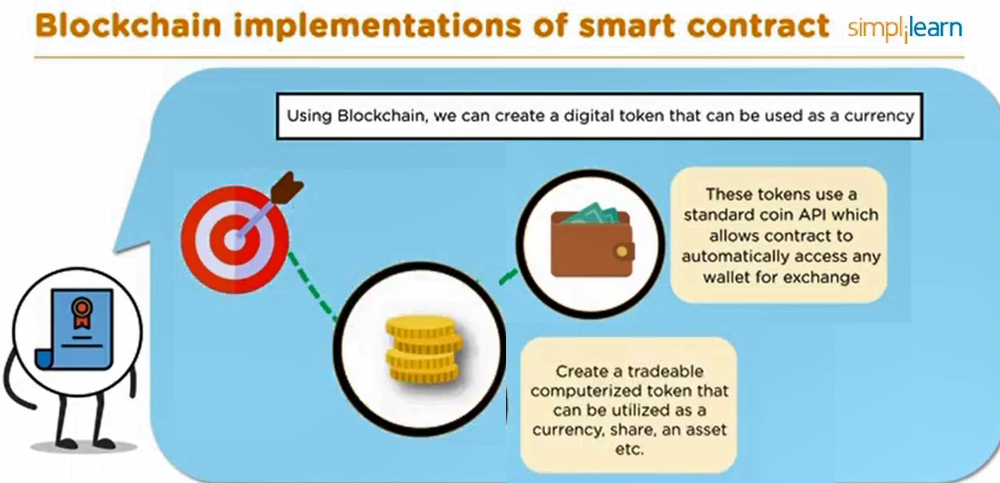 Blockchain implementations of smart contract
simplilearn
Using Blockchain, we can create a digital token that can be used as a currency
These tokens use a
standard coin API which
allows contract to
automatically access any
wallet for exchange
Create a tradeable
computerized token that
can be utilized as a
currency, share, an asset
etc.